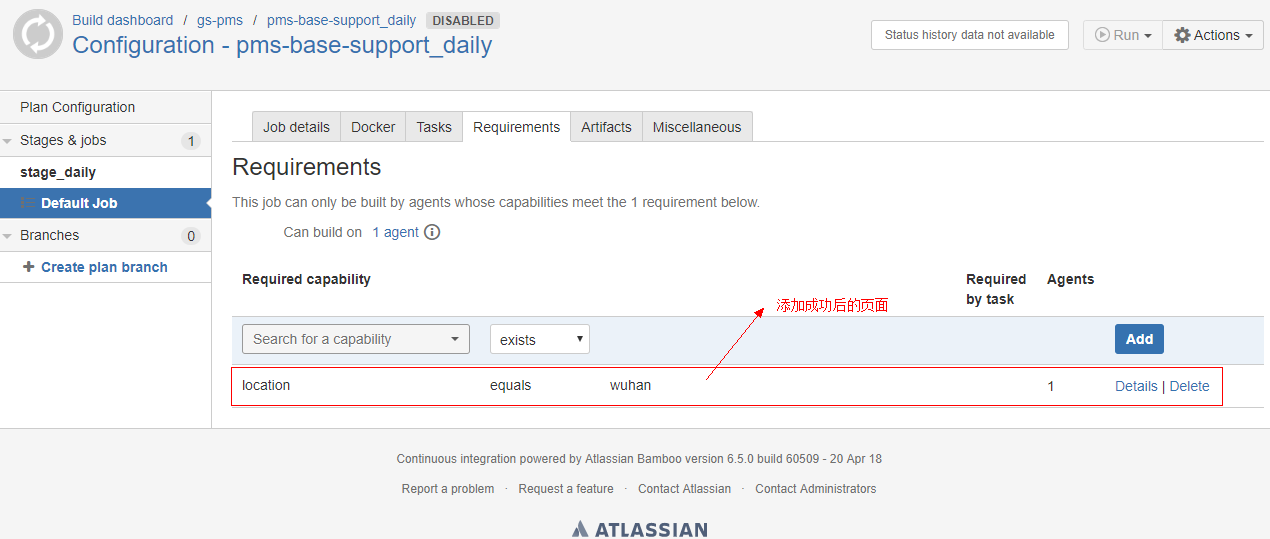 Build dashboard / gs-pms / pms-base-support_daily DISABLED
Configuration - pms-base-support_daily
Status history data not available
Run
Actions
Plan Configuration
Stages & jobs 1
stage_daily
Default Job
Branches 0
Create plan branch
Job details
Docker
Tasks
Requirements
Artifacts
Miscellaneous
Requirements
This job can only be built by agents whose capabilities meet the 1 requirement below.
Can build on 1 agent
Required capability
Required by task
Agents
添加成功后的页面
Search for a capability
exists
Add
location equals wuhan 1 Details | Delete
Continuous integration powered by Atlassian Bamboo version 6.5.0 build 60509 - 20 Apr 18
Report a problem · Request a feature · Contact Atlassian · Contact Administrators
ATLASSIAN